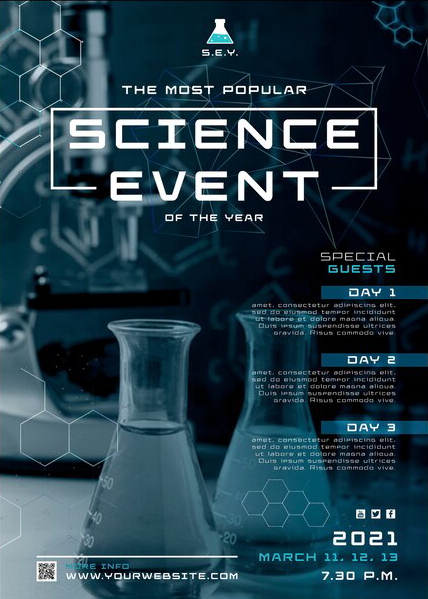 S.E.Y.
THE MOST POPULAR
SCIENCE
EVENT
OF THE YEAR
SPECIAL
GUESTS
DAY 1
amet, consectetur adipiscing elit,
sed do eiusmod tempor incididunt
ut labore et dolore magna aliqua.
Quis ipsum suspendisse ultrices
gravida. Risus commodo vive.
DAY 2
amet, consectetur adipiscing elit,
sed do eiusmod tempor incididunt
ut labore et dolore magna aliqua.
Quis ipsum suspendisse ultrices
gravida. Risus commodo vive.
DAY 3
amet, consectetur adipiscing elit,
sed do eiusmod tempor incididunt
ut labore et dolore magna aliqua.
Quis ipsum suspendisse ultrices
gravida. Risus commodo vive.
50
40
30
20
2021
MARCH 11, 12, 13
7.30 P.M.
MORE INFO
WWW.YOURWEBSITE.COM